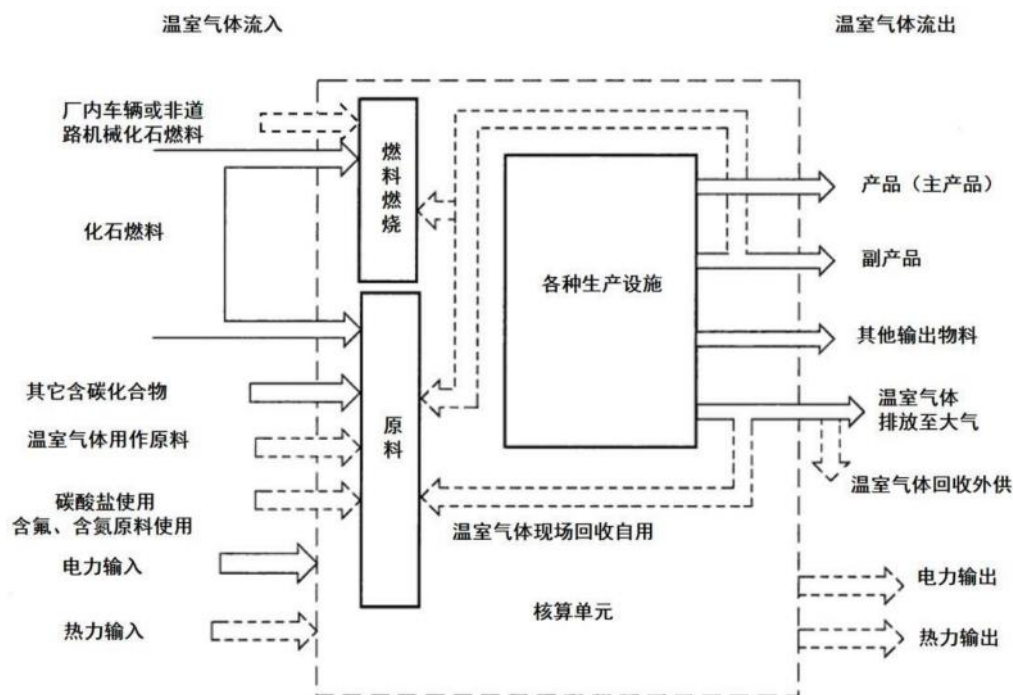 温室气体流入
温室气体流出
厂内车辆或非道
路机械化石燃料
燃料燃烧
化石燃料
各种生产设施
产品（主产品）
副产品
其他输出物料
其它含碳化合物
原料
温室气体
排放至大气
温室气体用作原料
碳酸盐使用
含氟、含氮原料使用
温室气体回收外供
温室气体现场回收自用
电力输入
电力输出
核算单元
热力输入
热力输出